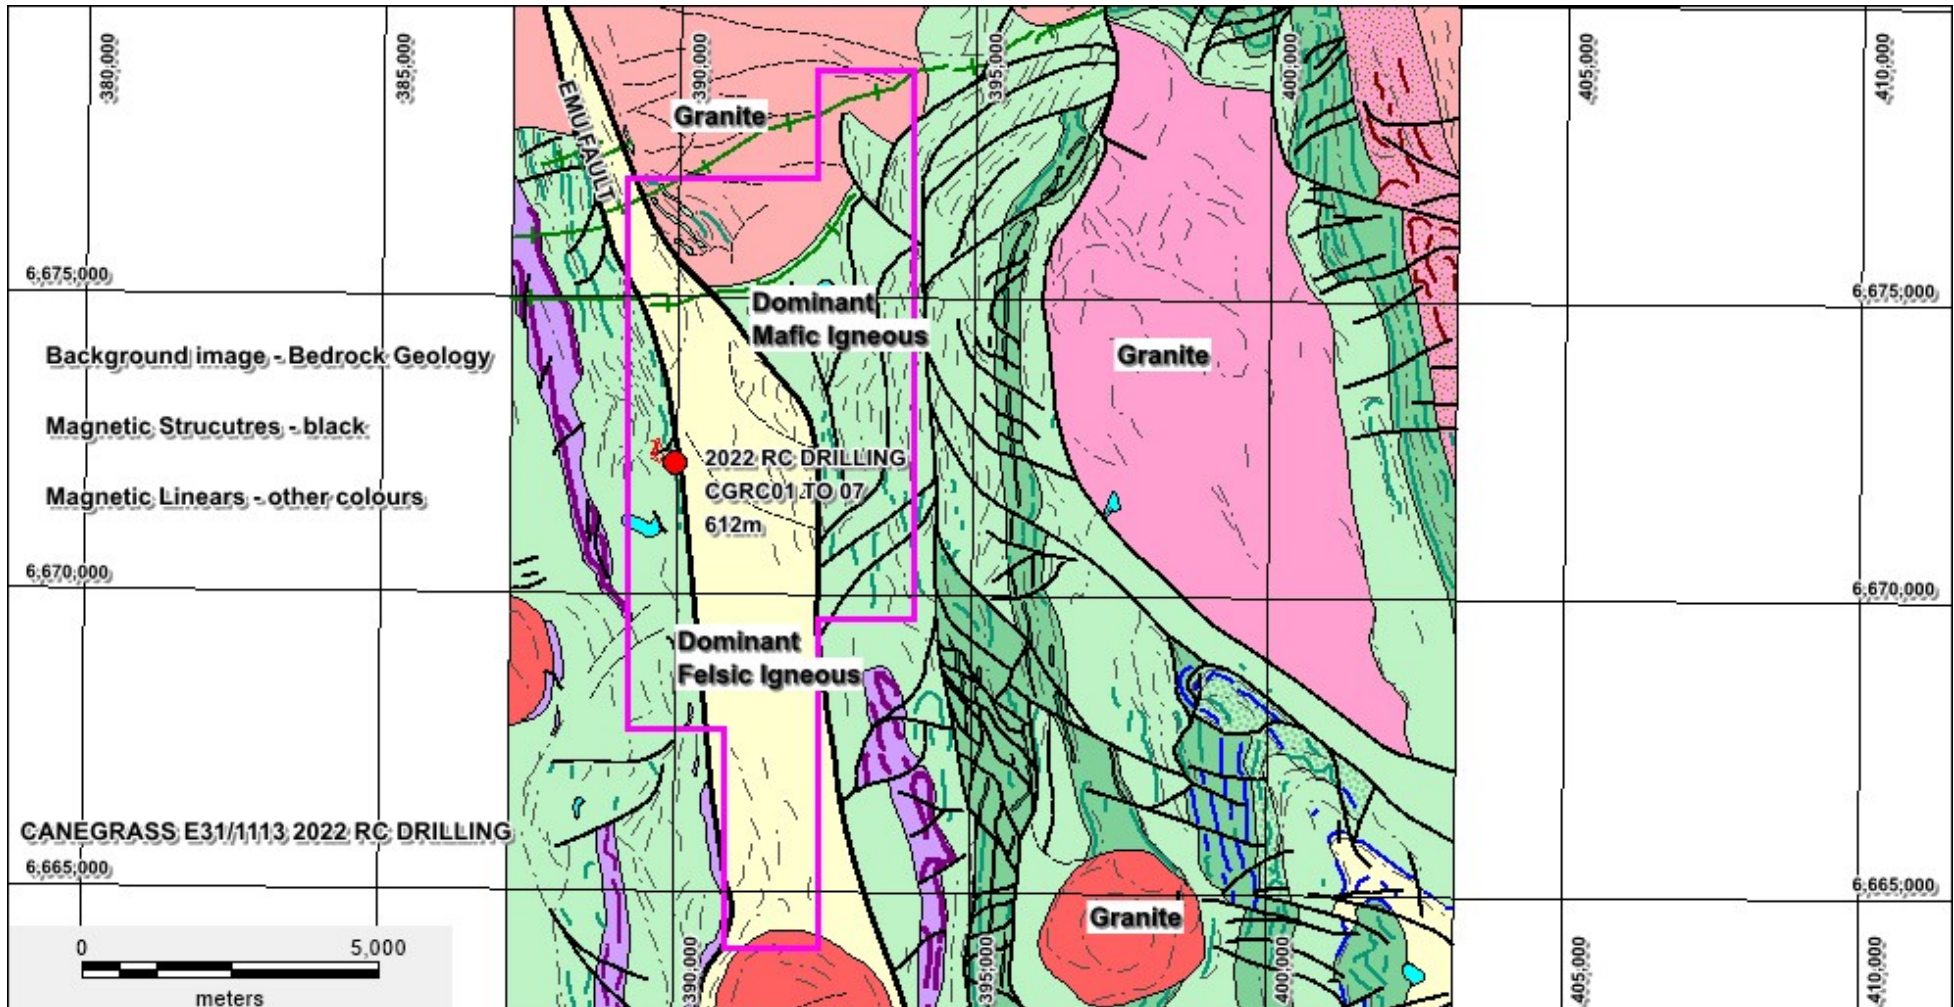 380,000
385,000
390,000
395,000
400,000
405,000
410,000
EMU FAULT
Granite
6,675,000
6,675,000
Dominant
Mafic Igneous
Granite
Background image - Bedrock Geology
Magnetic Strucutres - black
Magnetic Linears - other colours
2022 RC DRILLING
CGRC01 TO 07
612m
6,670,000
6,670,000
Dominant
Felsic Igneous
CANEGRASS E31/1113 2022 RC DRILLING
6,665,000
6,665,000
Granite
0 5,000
meters
390,000
395,000
400,000
405,000
410,000